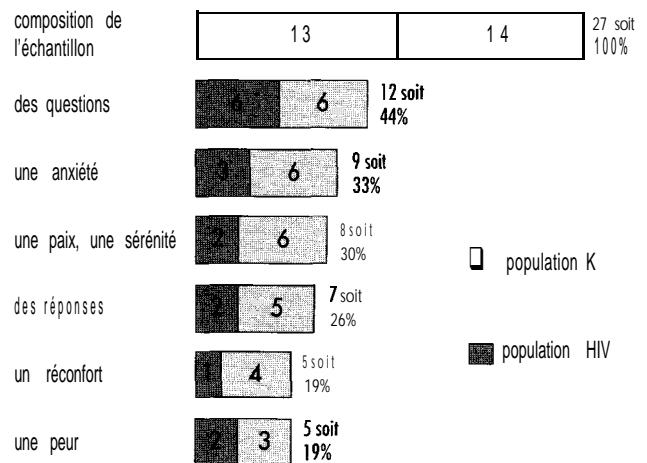 composition de
l'échantillon
13 14
27 soit
100%
des questions
6 6
12 soit
44%
une anxiété
3 6
9 soit
33%
une paix, une sérénité
2 6
8 soit
30%
population K
des réponses
2 5
7 soit
26%
population HIV
un réconfort
1 4
5 soit
19%
une peur
2 3
5 soit
19%